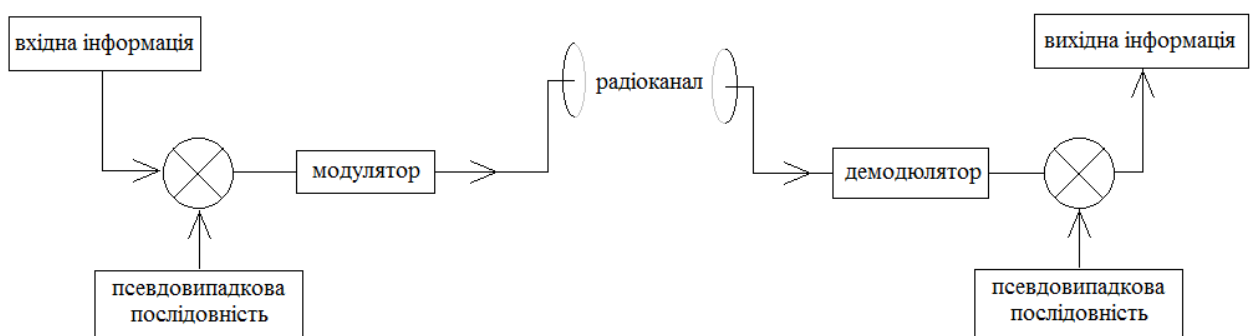 вхідна інформація
вихідна інформація
радіоканал
модулятор
демодюлятор
псевдовипадкова
послідовність
псевдовипадкова
послідовність